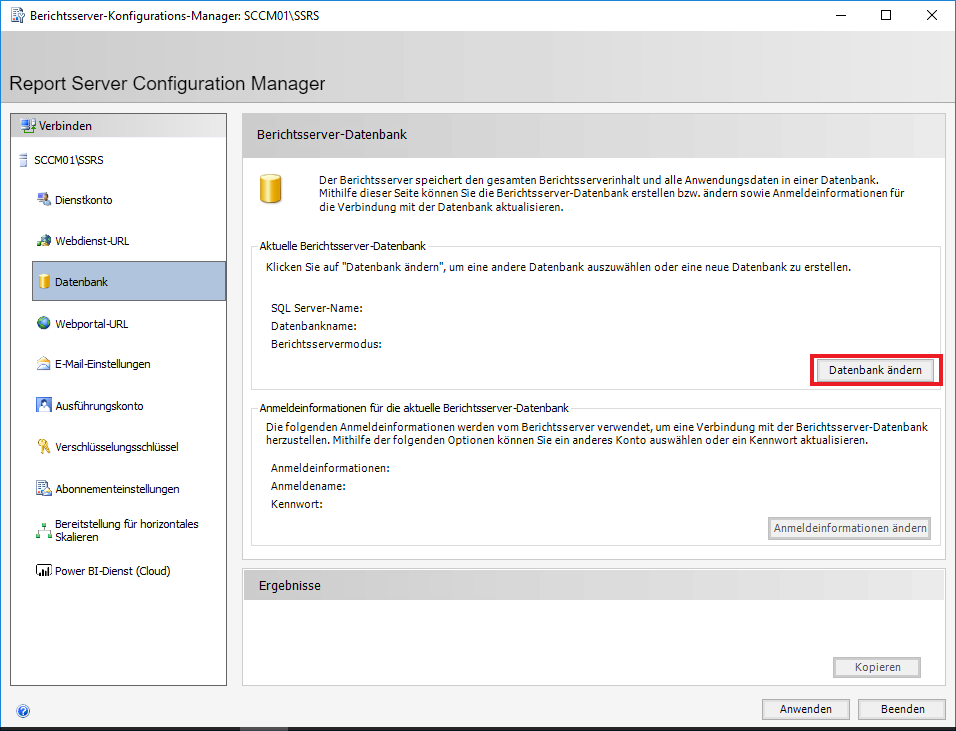 Berichtsserver-Konfigurations-Manager: SCCM01\SSRS
Report Server Configuration Manager
Verbinden
SCCM01\SSRS
Dienstkonto
Webdienst-URL
Datenbank
Webportal-URL
E-Mail-Einstellungen
Ausführungskonto
Verschlüsselungsschlüssel
Abonnementeinstellungen
Bereitstellung für horizontales
Skalieren
Power BI-Dienst (Cloud)
Berichtsserver-Datenbank
Der Berichtsserver speichert den gesamten Berichtsserverinhalt und alle Anwendungsdaten in einer Datenbank.
Mithilfe dieser Seite können Sie die Berichtsserver-Datenbank erstellen bzw. ändern sowie Anmeldeinformationen für
die Verbindung mit der Datenbank aktualisieren.
Aktuelle Berichtsserver-Datenbank
Klicken Sie auf "Datenbank ändern", um eine andere Datenbank auszuwählen oder eine neue Datenbank zu erstellen.
SQL Server-Name:
Datenbankname:
Berichtsservermodus:
Datenbank ändern
Anmeldeinformationen für die aktuelle Berichtsserver-Datenbank
Die folgenden Anmeldeinformationen werden vom Berichtsserver verwendet, um eine Verbindung mit der Berichtsserver-Datenbank
herzustellen. Mithilfe der folgenden Optionen können Sie ein anderes Konto auswählen oder ein Kennwort aktualisieren.
Anmeldeinformationen:
Anmeldename:
Kennwort:
Anmeldeinformationen ändern
Ergebnisse
Kopieren
Anwenden
Beenden